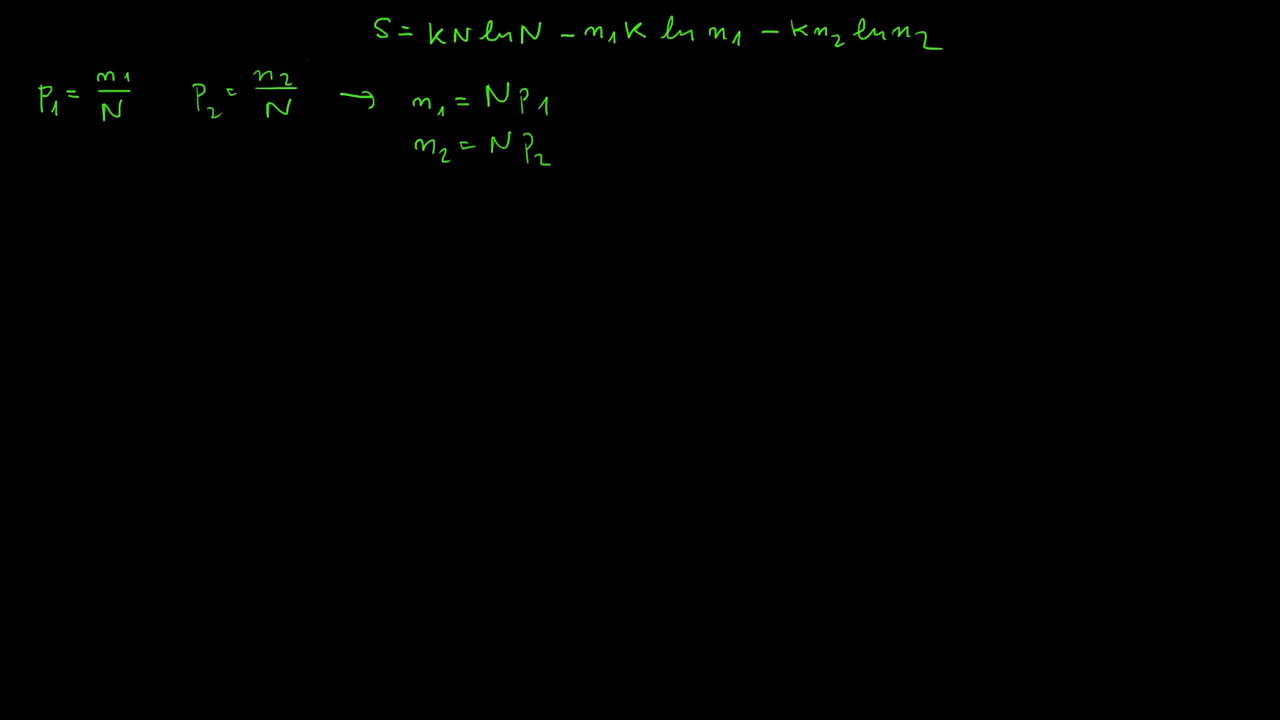 S = kN ln N - n₁k ln n₁ - kn₂ ln n₂
p₁ = n₁/N p₂ = n₂/N → n₁ = N p₁
n₂ = N p₂